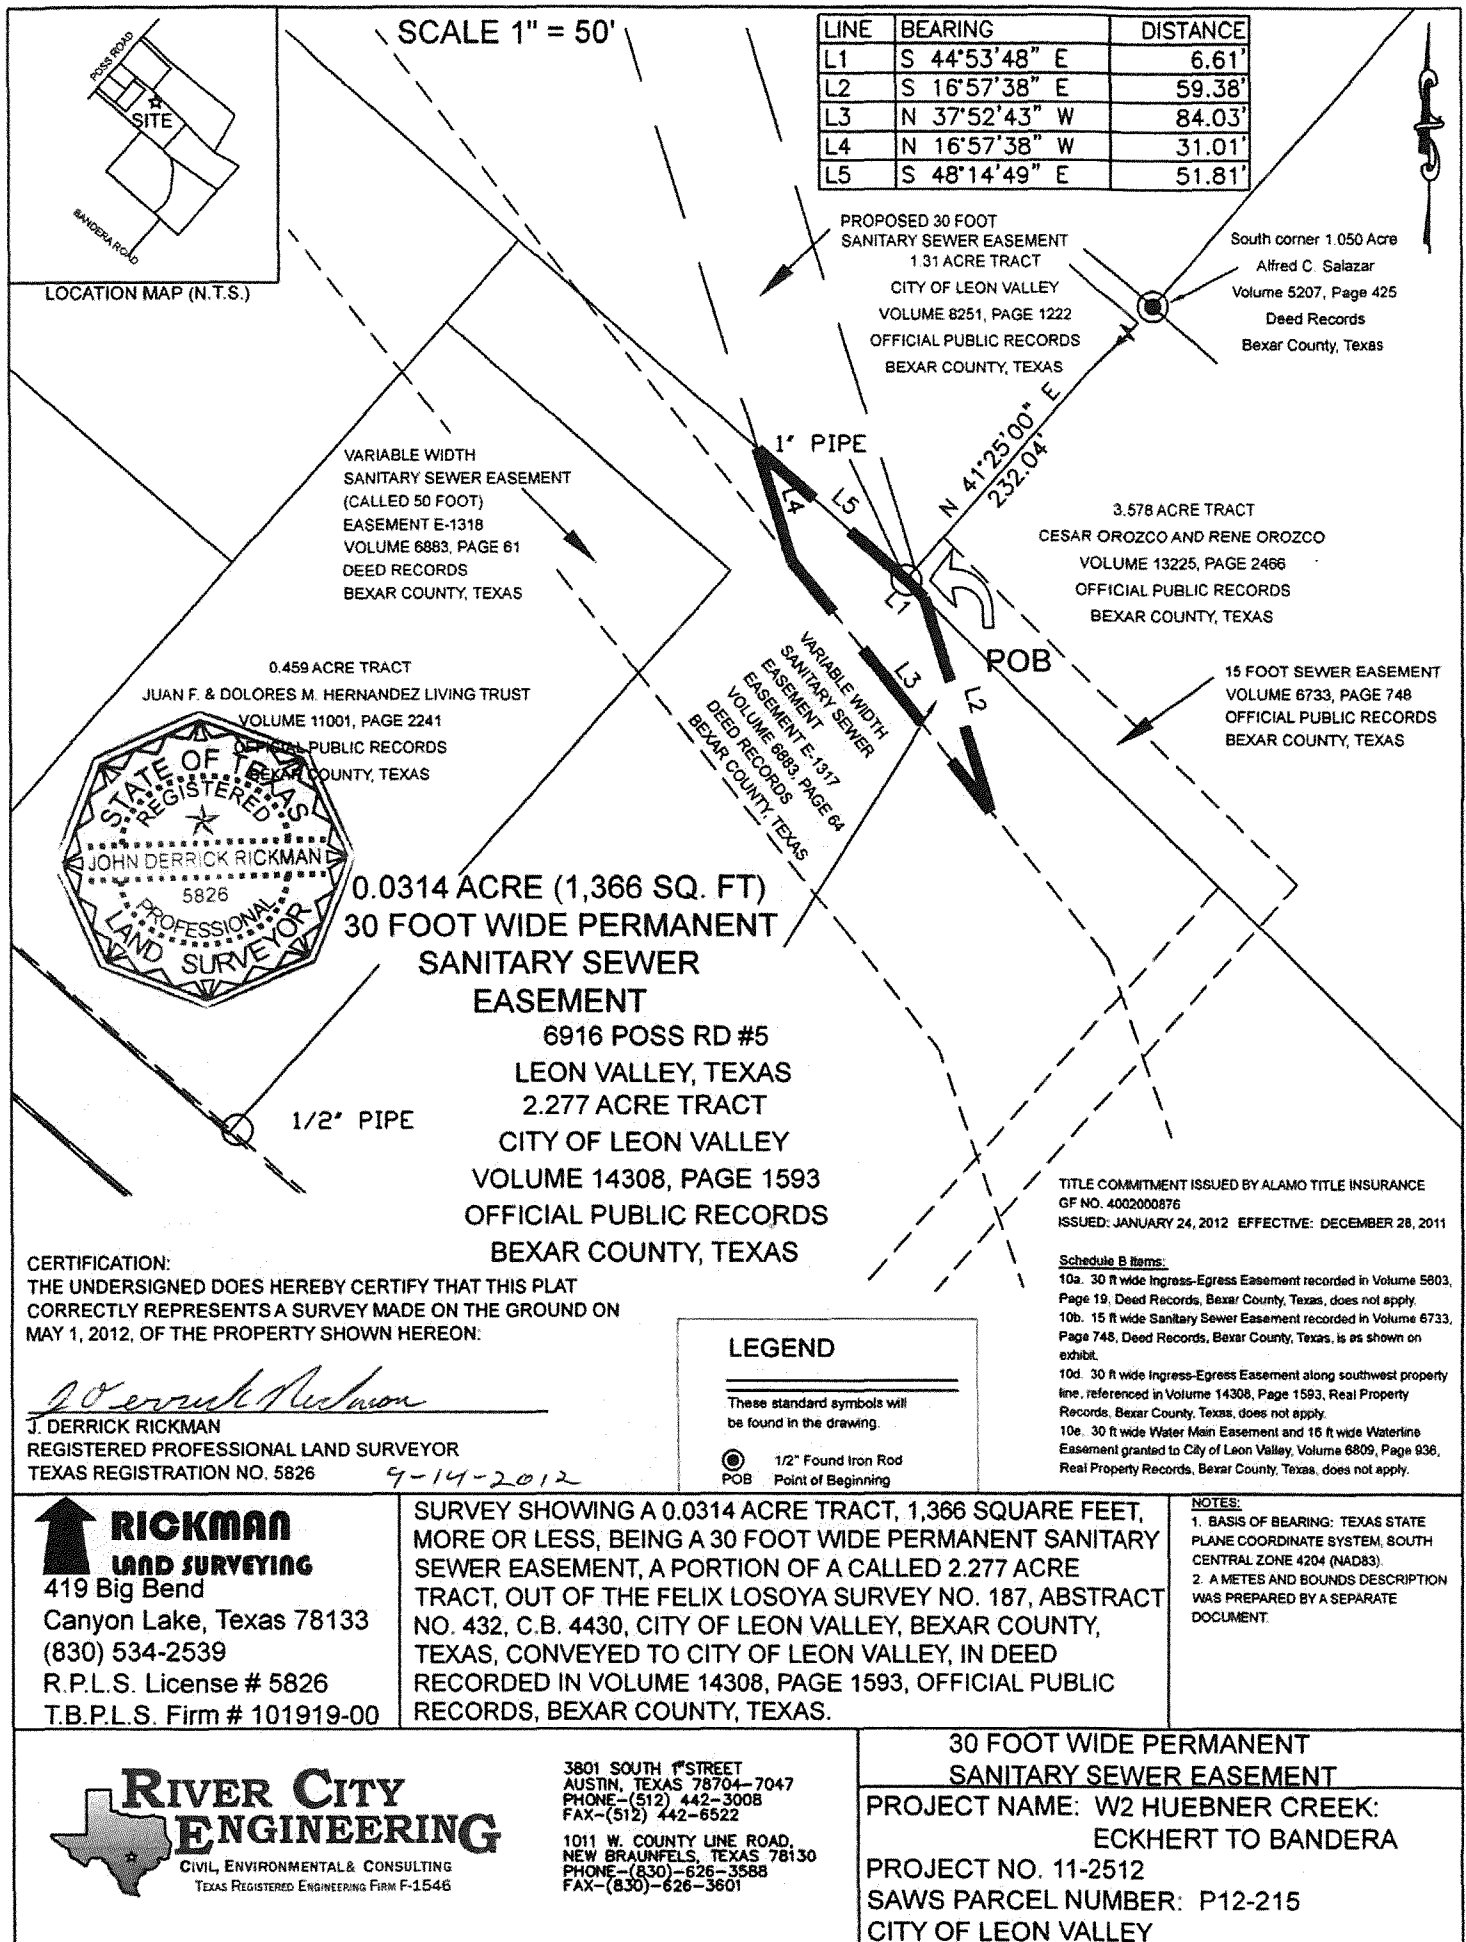 SCALE 1" = 50'
POSS ROAD
SITE
BANDERA ROAD
LOCATION MAP (N.T.S.)
LINE BEARING DISTANCE
L1 S 44°53'48" E 6.61'
L2 S 16°57'38" E 59.38'
L3 N 37°52'43" W 84.03'
L4 N 16°57'38" W 31.01'
L5 S 48°14'49" E 51.81'
PROPOSED 30 FOOT
SANITARY SEWER EASEMENT
1.31 ACRE TRACT
CITY OF LEON VALLEY
VOLUME 8251, PAGE 1222
OFFICIAL PUBLIC RECORDS
BEXAR COUNTY, TEXAS
South corner 1.050 Acre
Alfred C. Salazar
Volume 5207, Page 425
Deed Records
Bexar County, Texas
N 41°25'00" E
232.04'
1" PIPE
L4
L5
L1
L3
L2
POB
VARIABLE WIDTH
SANITARY SEWER EASEMENT
(CALLED 50 FOOT)
EASEMENT E-1318
VOLUME 6883, PAGE 61
DEED RECORDS
BEXAR COUNTY, TEXAS
3.578 ACRE TRACT
CESAR OROZCO AND RENE OROZCO
VOLUME 13225, PAGE 2466
OFFICIAL PUBLIC RECORDS
BEXAR COUNTY, TEXAS
15 FOOT SEWER EASEMENT
VOLUME 6733, PAGE 748
OFFICIAL PUBLIC RECORDS
BEXAR COUNTY, TEXAS
VARIABLE WIDTH
SANITARY SEWER
EASEMENT
EASEMENT E-1317
VOLUME 6883, PAGE 64
DEED RECORDS
BEXAR COUNTY, TEXAS
0.459 ACRE TRACT
JUAN F. & DOLORES M. HERNANDEZ LIVING TRUST
VOLUME 11001, PAGE 2241
OFFICIAL PUBLIC RECORDS
BEXAR COUNTY, TEXAS
STATE OF TEXAS
REGISTERED
JOHN DERRICK RICKMAN
5826
PROFESSIONAL
LAND SURVEYOR
0.0314 ACRE (1,366 SQ. FT)
30 FOOT WIDE PERMANENT
SANITARY SEWER
EASEMENT
6916 POSS RD #5
LEON VALLEY, TEXAS
2.277 ACRE TRACT
CITY OF LEON VALLEY
VOLUME 14308, PAGE 1593
OFFICIAL PUBLIC RECORDS
BEXAR COUNTY, TEXAS
1/2" PIPE
TITLE COMMITMENT ISSUED BY ALAMO TITLE INSURANCE
GF NO. 4002000876
ISSUED: JANUARY 24, 2012 EFFECTIVE: DECEMBER 28, 2011
Schedule B Items:
10a. 30 ft wide Ingress-Egress Easement recorded in Volume 5603,
Page 19, Deed Records, Bexar County, Texas, does not apply.
10b. 15 ft wide Sanitary Sewer Easement recorded in Volume 6733,
Page 748, Deed Records, Bexar County, Texas, is as shown on
exhibit.
10d. 30 ft wide Ingress-Egress Easement along southwest property
line, referenced in Volume 14308, Page 1593, Real Property
Records, Bexar County, Texas, does not apply.
10e. 30 ft wide Water Main Easement and 16 ft wide Waterline
Easement granted to City of Leon Valley, Volume 6809, Page 936,
Real Property Records, Bexar County, Texas, does not apply.
CERTIFICATION:
THE UNDERSIGNED DOES HEREBY CERTIFY THAT THIS PLAT
CORRECTLY REPRESENTS A SURVEY MADE ON THE GROUND ON
MAY 1, 2012, OF THE PROPERTY SHOWN HEREON:
J Derrick Rickman
J. DERRICK RICKMAN
REGISTERED PROFESSIONAL LAND SURVEYOR
TEXAS REGISTRATION NO. 5826 9-14-2012
LEGEND
These standard symbols will
be found in the drawing.
1/2" Found Iron Rod
POB Point of Beginning
RICKMAN
LAND SURVEYING
419 Big Bend
Canyon Lake, Texas 78133
(830) 534-2539
R.P.L.S. License # 5826
T.B.P.L.S. Firm # 101919-00
SURVEY SHOWING A 0.0314 ACRE TRACT, 1,366 SQUARE FEET,
MORE OR LESS, BEING A 30 FOOT WIDE PERMANENT SANITARY
SEWER EASEMENT, A PORTION OF A CALLED 2.277 ACRE
TRACT, OUT OF THE FELIX LOSOYA SURVEY NO. 187, ABSTRACT
NO. 432, C.B. 4430, CITY OF LEON VALLEY, BEXAR COUNTY,
TEXAS, CONVEYED TO CITY OF LEON VALLEY, IN DEED
RECORDED IN VOLUME 14308, PAGE 1593, OFFICIAL PUBLIC
RECORDS, BEXAR COUNTY, TEXAS.
NOTES:
1. BASIS OF BEARING: TEXAS STATE
PLANE COORDINATE SYSTEM, SOUTH
CENTRAL ZONE 4204 (NAD83).
2. A METES AND BOUNDS DESCRIPTION
WAS PREPARED BY A SEPARATE
DOCUMENT.
RIVER CITY
ENGINEERING
CIVIL, ENVIRONMENTAL & CONSULTING
TEXAS REGISTERED ENGINEERING FIRM F-1546
3801 SOUTH 1ST STREET
AUSTIN, TEXAS 78704-7047
PHONE-(512) 442-3008
FAX-(512) 442-6522
1011 W. COUNTY LINE ROAD,
NEW BRAUNFELS, TEXAS 78130
PHONE-(830)-626-3588
FAX-(830)-626-3601
30 FOOT WIDE PERMANENT
SANITARY SEWER EASEMENT
PROJECT NAME: W2 HUEBNER CREEK:
ECKHERT TO BANDERA
PROJECT NO. 11-2512
SAWS PARCEL NUMBER: P12-215
CITY OF LEON VALLEY